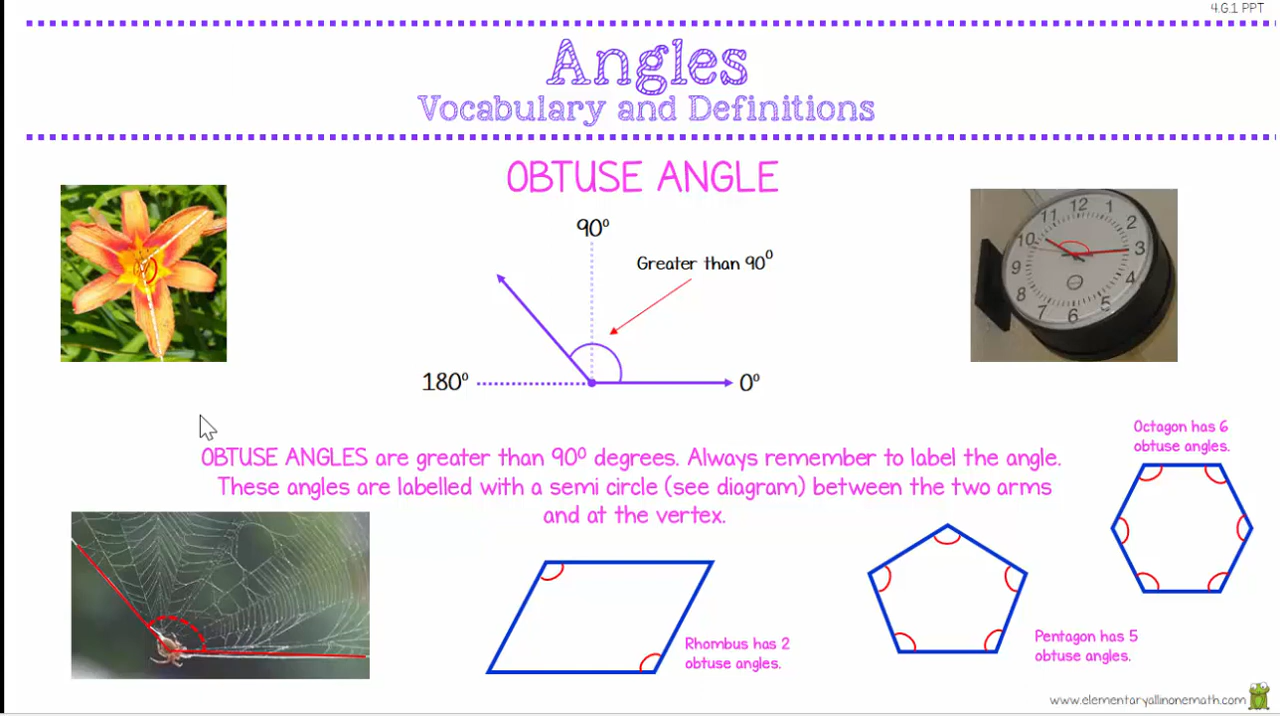 4.G.1 PPT
Angles
Vocabulary and Definitions
OBTUSE ANGLE
90⁰
Greater than 90⁰
180⁰
0⁰
11 12 1
10 2
9 3
8 4
7 6 5
OBTUSE ANGLES are greater than 90⁰ degrees. Always remember to label the angle.
These angles are labelled with a semi circle (see diagram) between the two arms
and at the vertex.
Octagon has 6
obtuse angles.
Rhombus has 2
obtuse angles.
Pentagon has 5
obtuse angles.
www.elementaryallinonemath.com